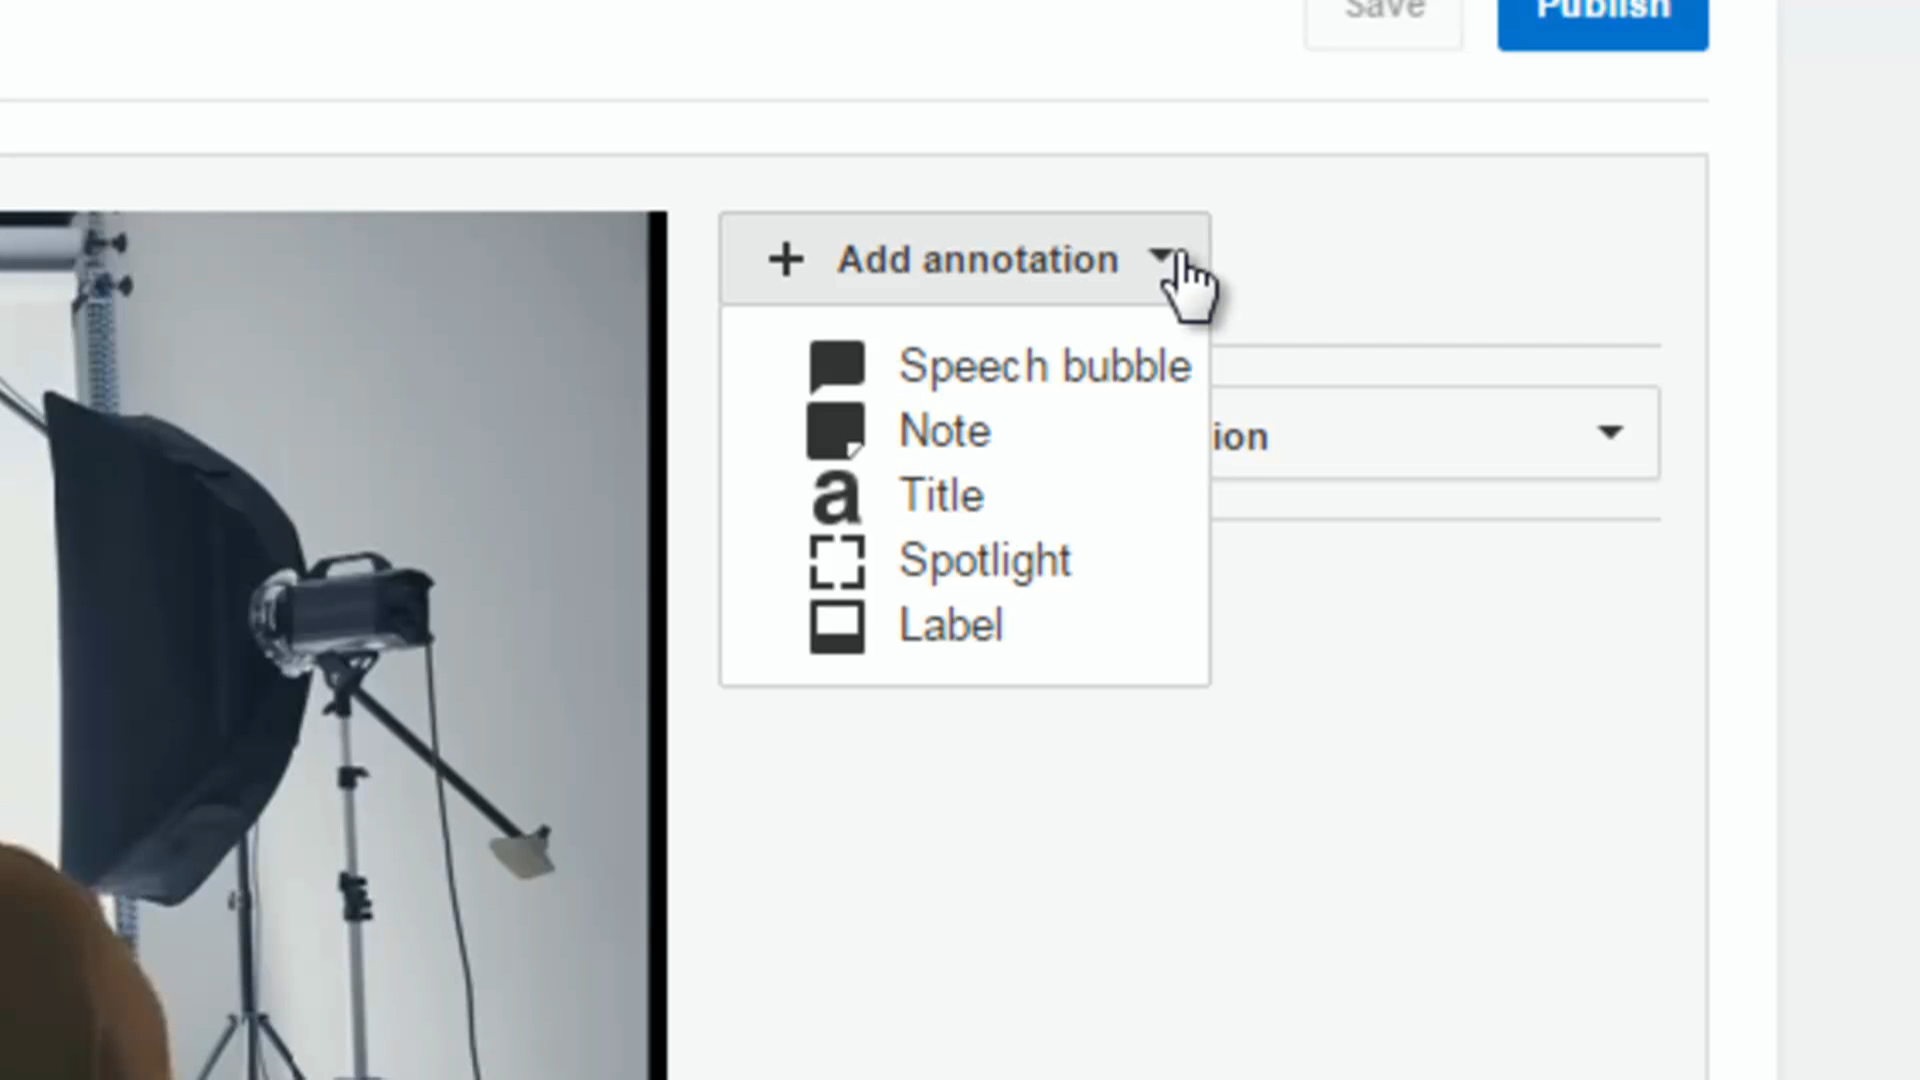 Save Publish
Add annotation
Speech bubble
Note
ion
Title
Spotlight
Label